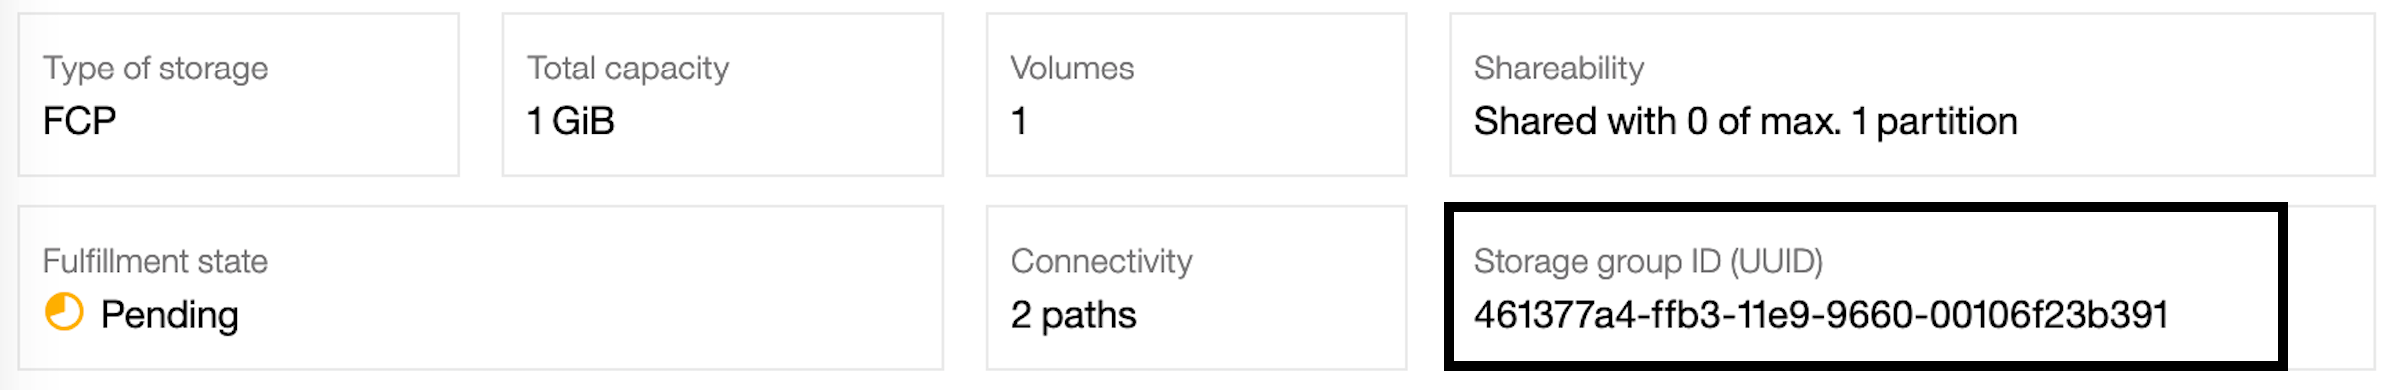 Type of storage
FCP
Total capacity
1 GiB
Volumes
1
Shareability
Shared with 0 of max. 1 partition
Fulfillment state
Pending
Connectivity
2 paths
Storage group ID (UUID)
461377a4-ffb3-11e9-9660-00106f23b391